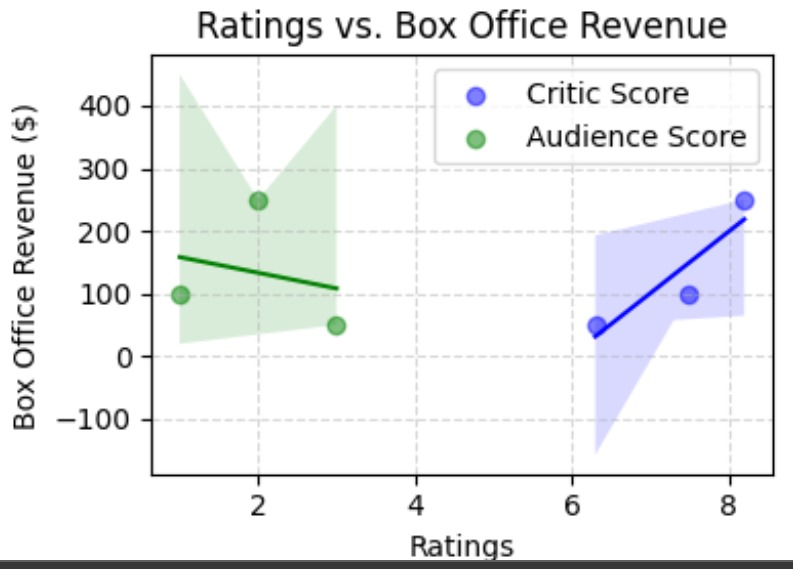 Ratings vs. Box Office Revenue
Critic Score
Audience Score
Box Office Revenue ($)
400
300
200
100
0
−100
2
4
6
8
Ratings